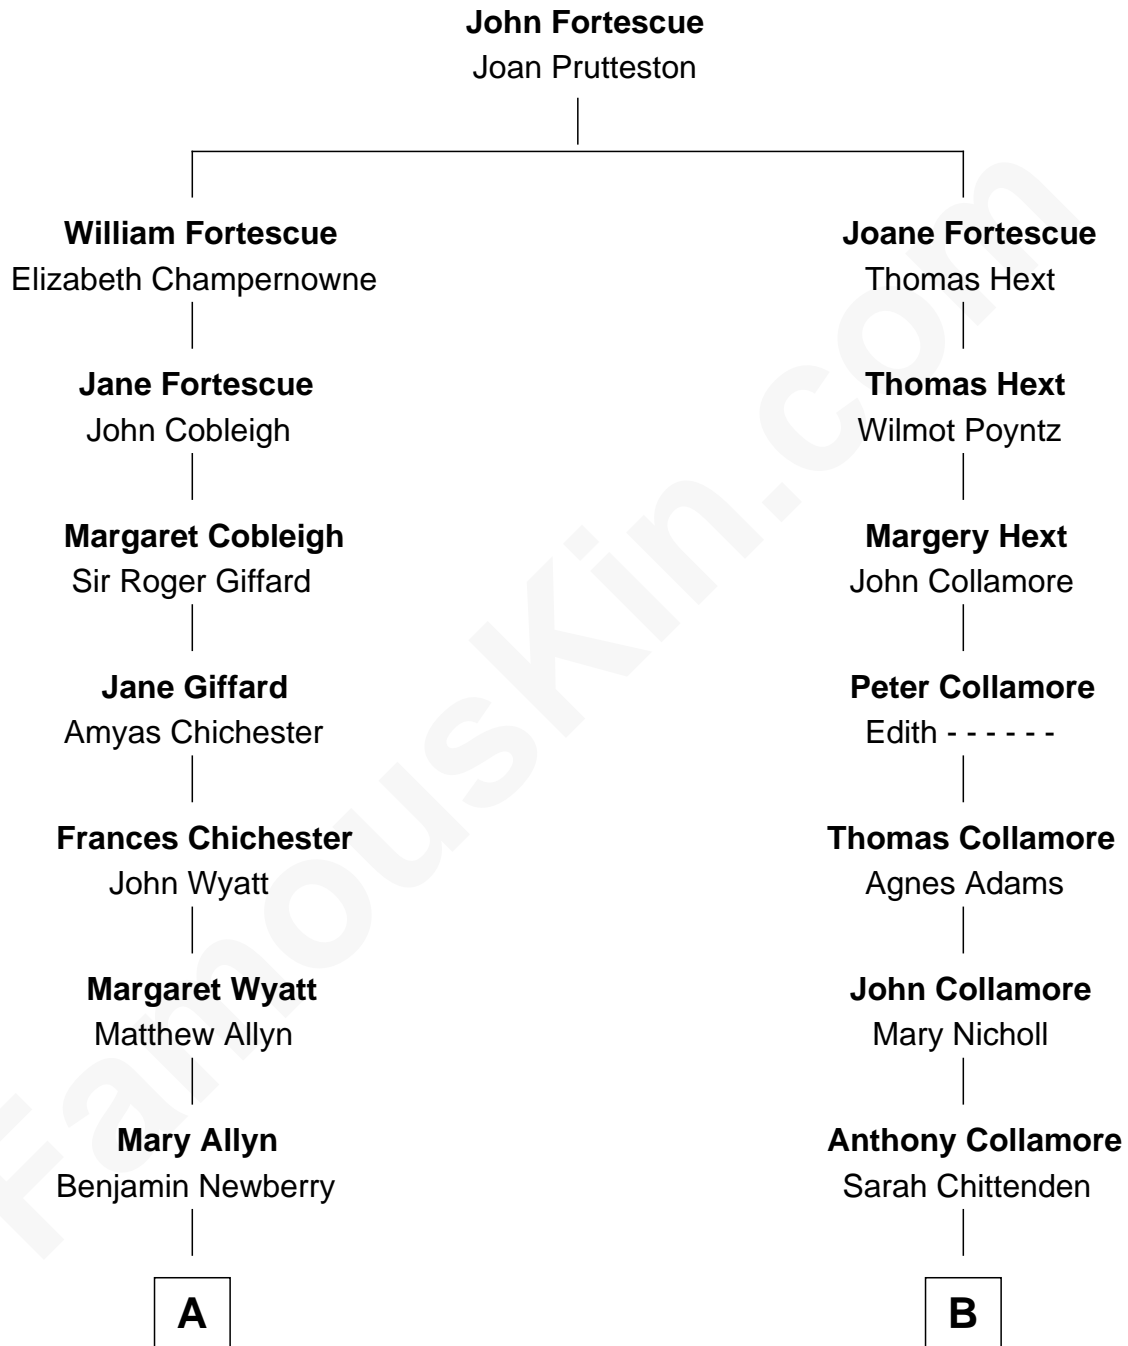 John Fortescue
Joan Prutteston
William Fortescue
Elizabeth Champernowne
Joane Fortescue
Thomas Hext
Jane Fortescue
John Cobleigh
Thomas Hext
Wilmot Poyntz
Margaret Cobleigh
Sir Roger Giffard
Margery Hext
John Collamore
Jane Giffard
Amyas Chichester
Peter Collamore
Edith - - - - - -
Frances Chichester
John Wyatt
Thomas Collamore
Agnes Adams
Margaret Wyatt
Matthew Allyn
John Collamore
Mary Nicholl
Mary Allyn
Benjamin Newberry
Anthony Collamore
Sarah Chittenden
A
B
FamousKin.com